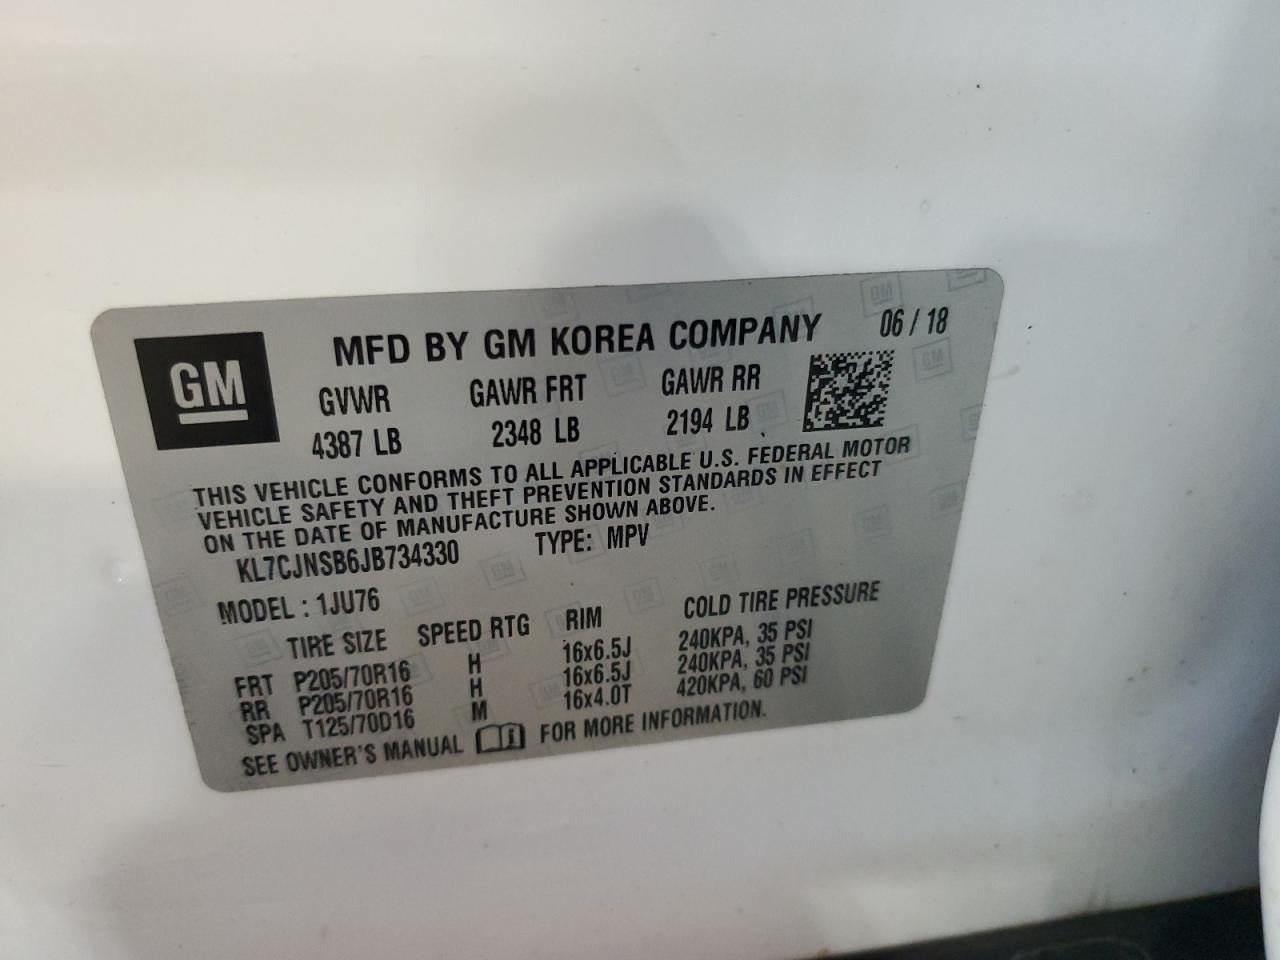 GM
MFD BY GM KOREA COMPANY 06 / 18
GVWR GAWR FRT GAWR RR
4387 LB 2348 LB 2194 LB
THIS VEHICLE CONFORMS TO ALL APPLICABLE U.S. FEDERAL MOTOR
VEHICLE SAFETY AND THEFT PREVENTION STANDARDS IN EFFECT
ON THE DATE OF MANUFACTURE SHOWN ABOVE.
KL7CJNSB6JB734330 TYPE: MPV
MODEL : 1JU76
TIRE SIZE SPEED RTG RIM COLD TIRE PRESSURE
FRT P205/70R16 H 16x6.5J 240KPA, 35 PSI
RR P205/70R16 H 16x6.5J 240KPA, 35 PSI
SPA T125/70D16 M 16x4.0T 420KPA, 60 PSI
SEE OWNER'S MANUAL FOR MORE INFORMATION.